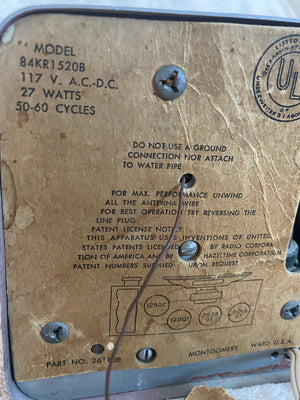 MODEL
84KR1520B
117 V. A.C.-D.C.
27 WATTS
50-60 CYCLES
LISTED
UL
DO NOT USE A GROUND
CONNECTION NOR ATTACH
TO WATER PIPE
FOR MAX. PERFORMANCE UNWIND
ALL THE ANTENNA WIRE
FOR BEST OPERATION TRY REVERSING THE
LINE PLUG
PATENT LICENSE NOTICE
THIS APPARATUS USES INVENTIONS OF UNITED
STATES PATENTS LICENSED BY RADIO CORPORA-
TION OF AMERICA AND BY HAZELTINE CORPORATION
PATENT NUMBERS SUPPLIED UPON REQUEST
12SQ7
PART NO.
MONTGOMERY WARD U.S.A.